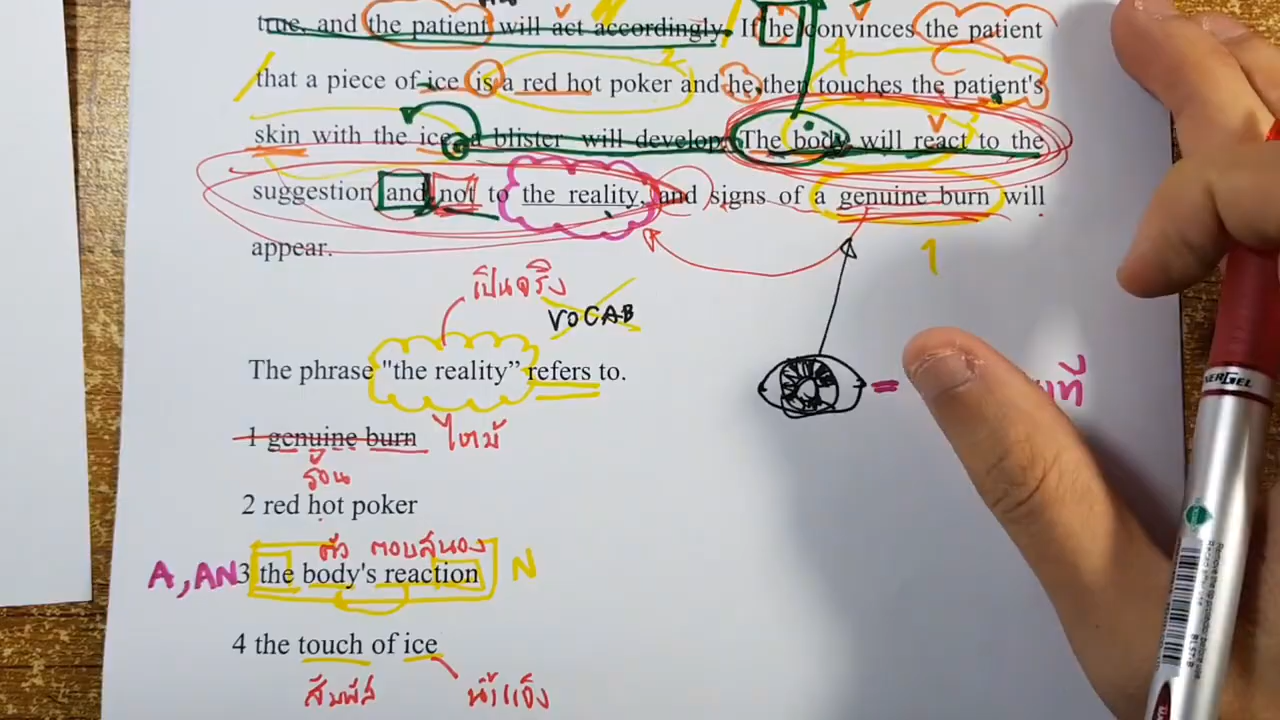 true, and the patient will act accordingly. If he convinces the patient
that a piece of ice is a red hot poker and he then touches the patient's
skin with the ice a blister will develop. The body will react to the
suggestion and not to the reality, and signs of a genuine burn will
appear.
1
เป็นจริง
VOCAB
The phrase "the reality” refers to.
=
1 genuine burn ไหม้
ร้อน
2 red hot poker
ตัว ตอบสนอง
A, AN 3 the body's reaction N
4 the touch of ice
สัมผัส น้ำแข็ง